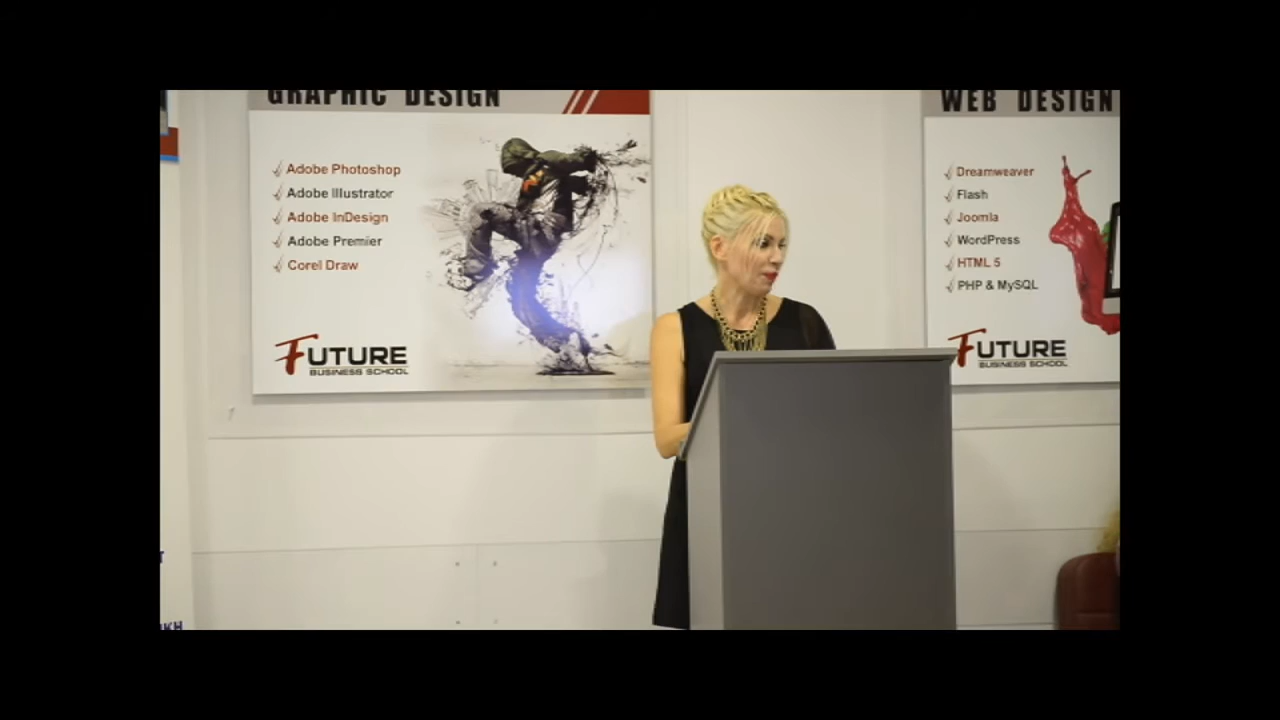 GRAPHIC DESIGN
Adobe Photoshop
Adobe Illustrator
Adobe InDesign
Adobe Premier
Corel Draw
FUTURE
BUSINESS SCHOOL
WEB DESIGN
Dreamweaver
Flash
Joomla
WordPress
HTML 5
PHP & MySQL
FUTURE
BUSINESS SCHOOL